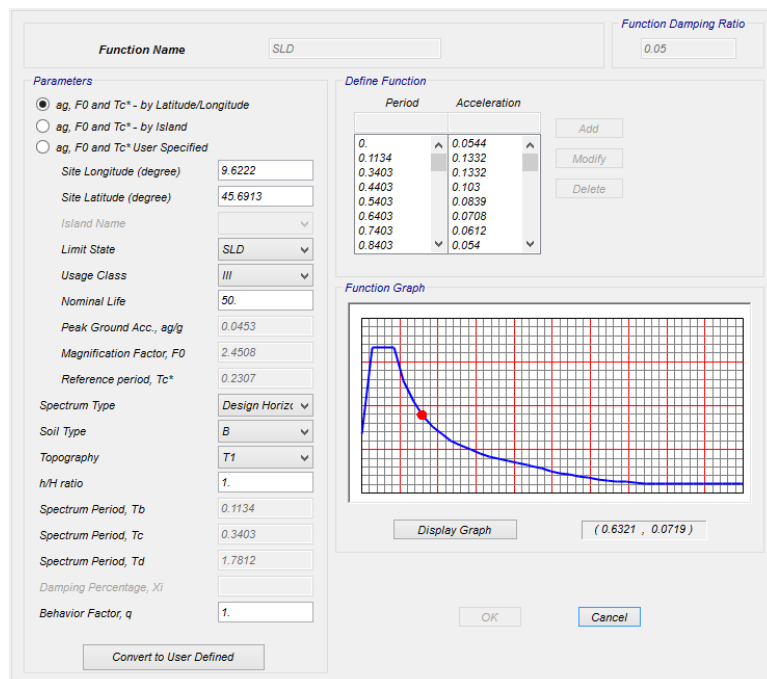 Function Damping Ratio
Function Name SLD 0.05
Parameters
ag, F0 and Tc* - by Latitude/Longitude
ag, F0 and Tc* - by Island
ag, F0 and Tc* User Specified
Site Longitude (degree) 9.6222
Site Latitude (degree) 45.6913
Island Name
Limit State SLD
Usage Class III
Nominal Life 50.
Peak Ground Acc., ag/g 0.0453
Magnification Factor, F0 2.4508
Reference period, Tc* 0.2307
Spectrum Type Design Horizc
Soil Type B
Topography T1
h/H ratio 1.
Spectrum Period, Tb 0.1134
Spectrum Period, Tc 0.3403
Spectrum Period, Td 1.7812
Damping Percentage, Xi
Behavior Factor, q 1.
Convert to User Defined
Define Function
Period Acceleration
0. 0.0544
0.1134 0.1332
0.3403 0.1332
0.4403 0.103
0.5403 0.0839
0.6403 0.0708
0.7403 0.0612
0.8403 0.054
Add
Modify
Delete
Function Graph
Display Graph ( 0.6321 , 0.0719 )
OK Cancel